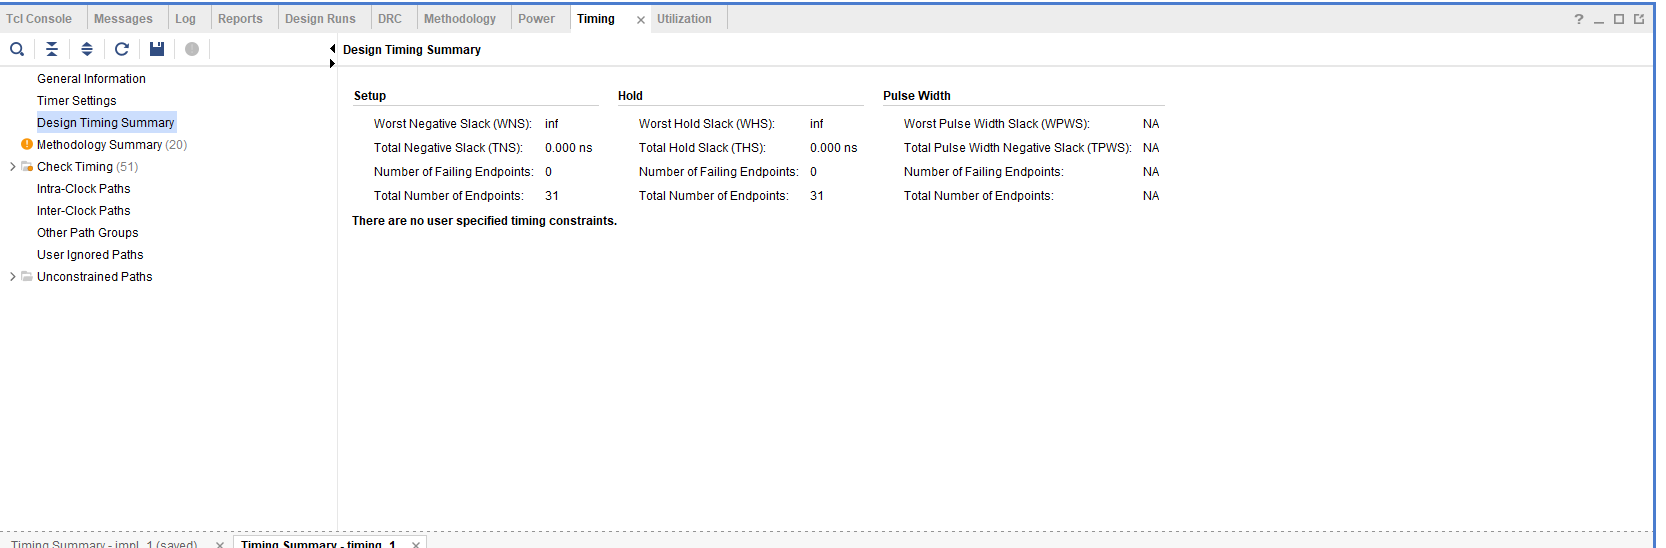 Tcl Console Messages Log Reports Design Runs DRC Methodology Power Timing × Utilization ?
Design Timing Summary
General Information
Timer Settings
Design Timing Summary
Methodology Summary (20)
Check Timing (51)
Intra-Clock Paths
Inter-Clock Paths
Other Path Groups
User Ignored Paths
Unconstrained Paths
Setup Hold Pulse Width
Worst Negative Slack (WNS): inf Worst Hold Slack (WHS): inf Worst Pulse Width Slack (WPWS): NA
Total Negative Slack (TNS): 0.000 ns Total Hold Slack (THS): 0.000 ns Total Pulse Width Negative Slack (TPWS): NA
Number of Failing Endpoints: 0 Number of Failing Endpoints: 0 Number of Failing Endpoints: NA
Total Number of Endpoints: 31 Total Number of Endpoints: 31 Total Number of Endpoints: NA
There are no user specified timing constraints.
Timing Summary - impl_1 (saved) × Timing Summary - timing_1 ×